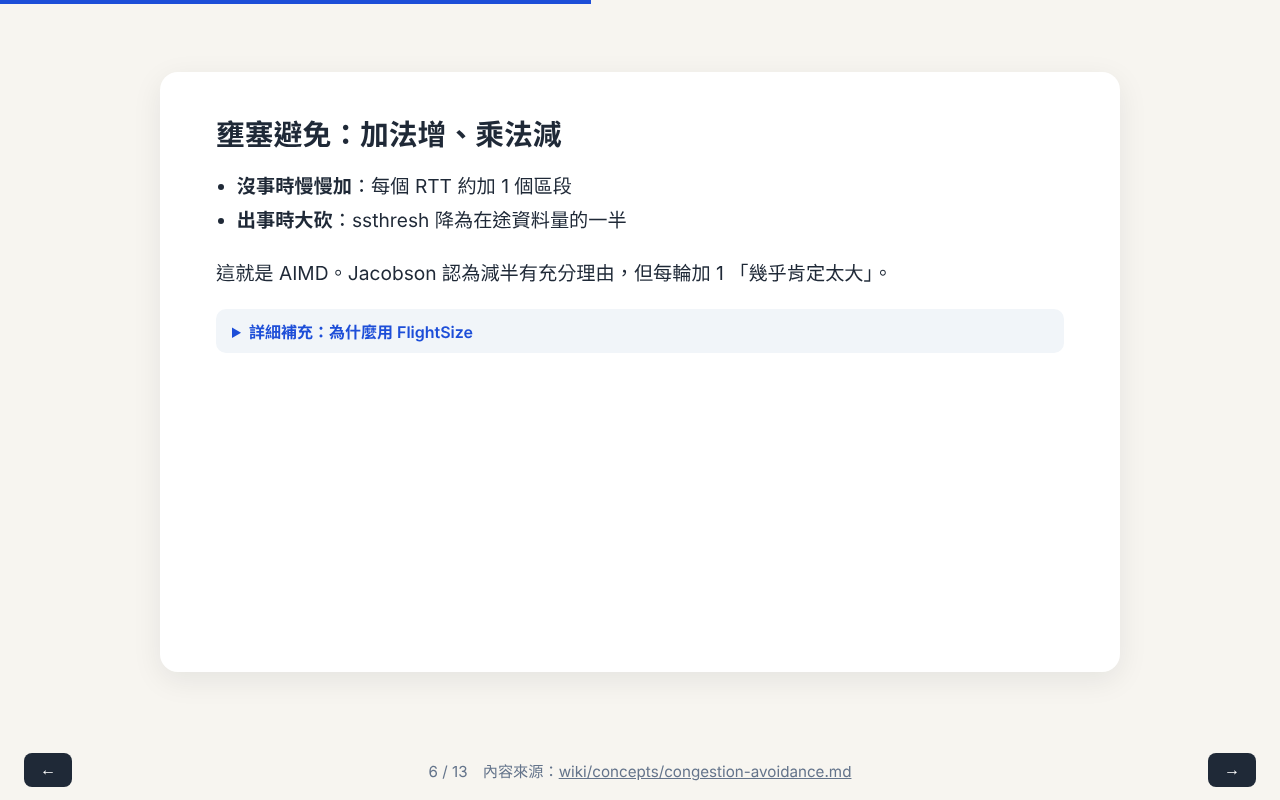 壅塞避免：加法增、乘法減
• 沒事時慢慢加：每個 RTT 約加 1 個區段
• 出事時大砍：ssthresh 降為在途資料量的一半
這就是 AIMD。Jacobson 認為減半有充分理由，但每輪加 1 「幾乎肯定太大」。
▶ 詳細補充：為什麼用 FlightSize
←
6 / 13 內容來源：wiki/concepts/congestion-avoidance.md
→